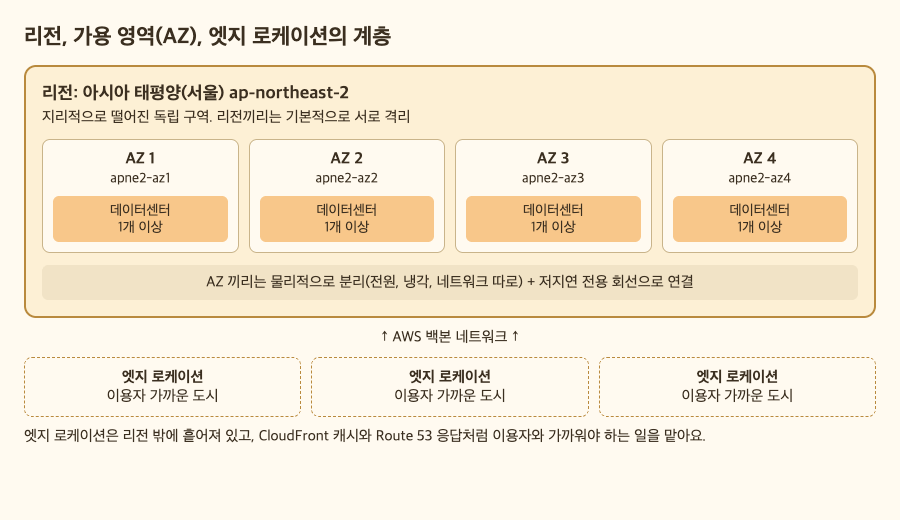 리전, 가용 영역(AZ), 엣지 로케이션의 계층
리전: 아시아 태평양(서울) ap-northeast-2
지리적으로 떨어진 독립 구역. 리전끼리는 기본적으로 서로 격리
AZ 1
apne2-az1
데이터센터
1개 이상
AZ 2
apne2-az2
데이터센터
1개 이상
AZ 3
apne2-az3
데이터센터
1개 이상
AZ 4
apne2-az4
데이터센터
1개 이상
AZ 끼리는 물리적으로 분리(전원, 냉각, 네트워크 따로) + 저지연 전용 회선으로 연결
↑ AWS 백본 네트워크 ↑
엣지 로케이션
이용자 가까운 도시
엣지 로케이션
이용자 가까운 도시
엣지 로케이션
이용자 가까운 도시
엣지 로케이션은 리전 밖에 흩어져 있고, CloudFront 캐시와 Route 53 응답처럼 이용자와 가까워야 하는 일을 맡아요.